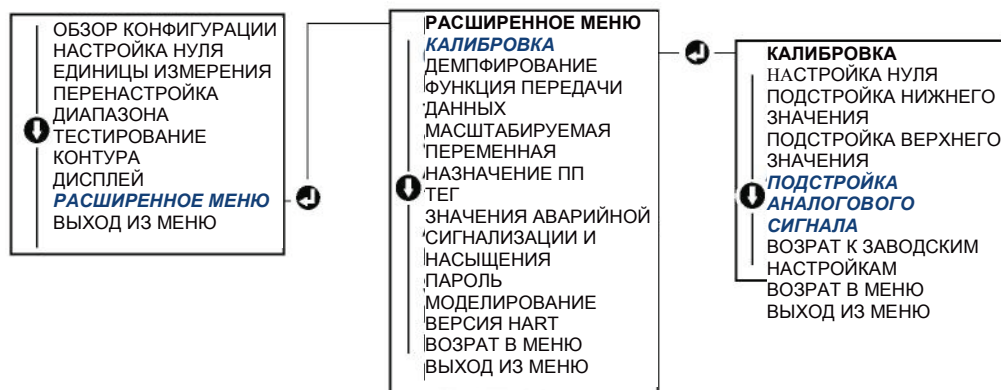 ОБЗОР КОНФИГУРАЦИИ
НАСТРОЙКА НУЛЯ
ЕДИНИЦЫ ИЗМЕРЕНИЯ
ПЕРЕНАСТРОЙКА
ДИАПАЗОНА
ТЕСТИРОВАНИЕ
КОНТУРА
ДИСПЛЕЙ
РАСШИРЕННОЕ МЕНЮ
ВЫХОД ИЗ МЕНЮ
РАСШИРЕННОЕ МЕНЮ
КАЛИБРОВКА
ДЕМПФИРОВАНИЕ
ФУНКЦИЯ ПЕРЕДАЧИ
ДАННЫХ
МАСШТАБИРУЕМАЯ
ПЕРЕМЕННАЯ
НАЗНАЧЕНИЕ ПП
ТЕГ
ЗНАЧЕНИЯ АВАРИЙНОЙ
СИГНАЛИЗАЦИИ И
НАСЫЩЕНИЯ
ПАРОЛЬ
МОДЕЛИРОВАНИЕ
ВЕРСИЯ HART
ВОЗРАТ В МЕНЮ
ВЫХОД ИЗ МЕНЮ
КАЛИБРОВКА
НАСТРОЙКА НУЛЯ
ПОДСТРОЙКА НИЖНЕГО
ЗНАЧЕНИЯ
ПОДСТРОЙКА ВЕРХНЕГО
ЗНАЧЕНИЯ
ПОДСТРОЙКА
АНАЛОГОВОГО
СИГНАЛА
ВОЗРАТ К ЗАВОДСКИМ
НАСТРОЙКАМ
ВОЗРАТ В МЕНЮ
ВЫХОД ИЗ МЕНЮ